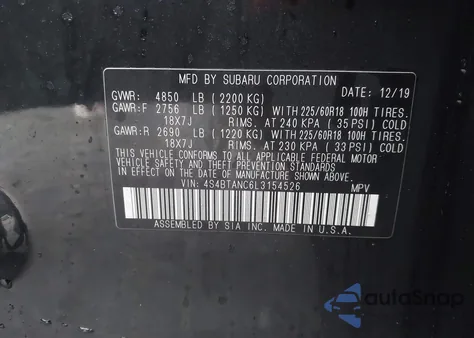 MFD BY SUBARU CORPORATION DATE: 12/19
GVWR: 4850 LB (2200 KG)
GAWR:F 2756 LB (1250 KG) WITH 225/60R18 100H TIRES.
18X7J RIMS. AT 240 KPA (35 PSI) COLD
GAWR:R 2690 LB (1220 KG) WITH 225/60R18 100H TIRES.
18X7J RIMS. AT 230 KPA (33 PSI) COLD
THIS VEHICLE CONFORMS TO ALL APPLICABLE FEDERAL MOTOR
VEHICLE SAFETY AND THEFT PREVENTION STANDARDS IN EFFECT
ON THE DATE OF MANUFACTURE SHOWN ABOVE.
VIN: 4S4BTANC6L3154526 MPV
APPEARED BY SIA INC. MADE IN U.S.A.
autoSnap